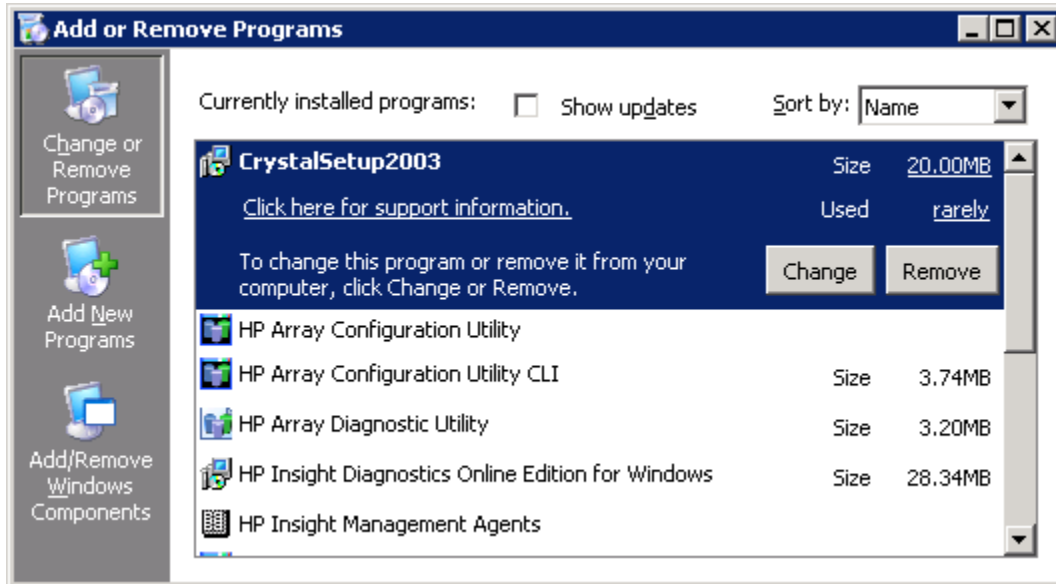 Add or Remove Programs
Change or
Remove
Programs
Add New
Programs
Add/Remove
Windows
Components
Currently installed programs:
Show updates
Sort by: Name
CrystalSetup2003 Size 20.00MB
Click here for support information. Used rarely
To change this program or remove it from your
computer, click Change or Remove.
Change Remove
HP Array Configuration Utility
HP Array Configuration Utility CLI Size 3.74MB
HP Array Diagnostic Utility Size 3.20MB
HP Insight Diagnostics Online Edition for Windows Size 28.34MB
HP Insight Management Agents